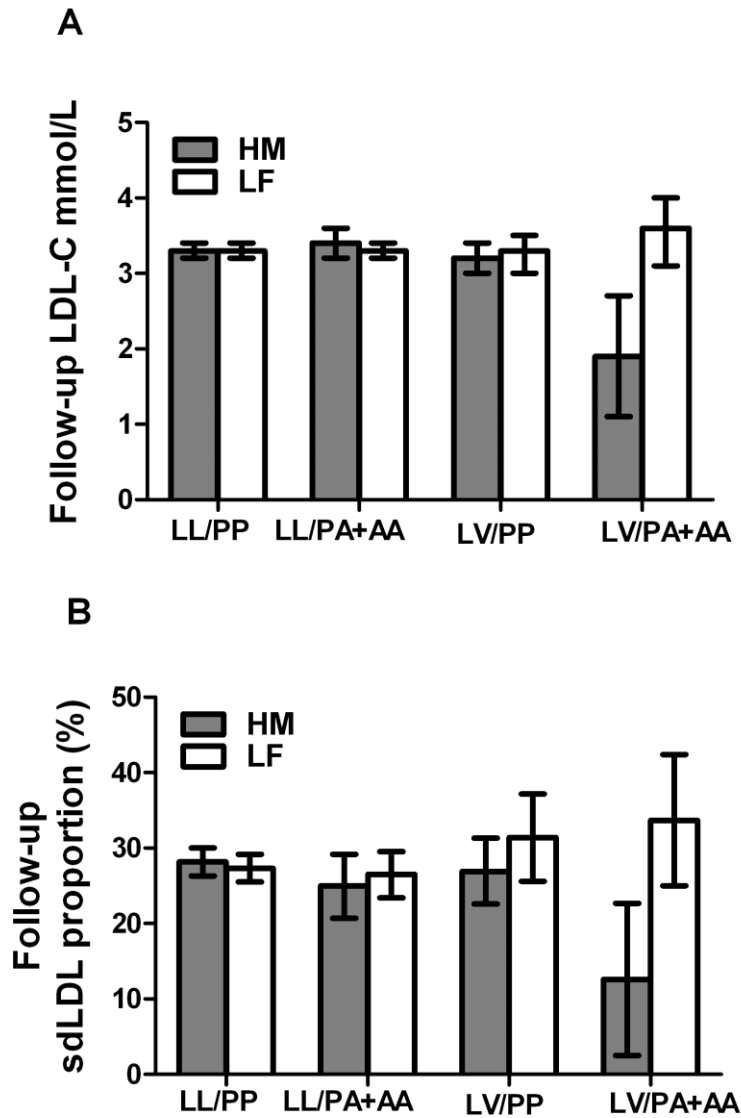 A
Follow-up LDL-C mmol/L
5
4
3
2
1
0
HM
LF
LL/PP
LL/PA+AA
LV/PP
LV/PA+AA
B
Follow-up
sdLDL proportion (%)
50
40
30
20
10
0
HM
LF
LL/PP
LL/PA+AA
LV/PP
LV/PA+AA